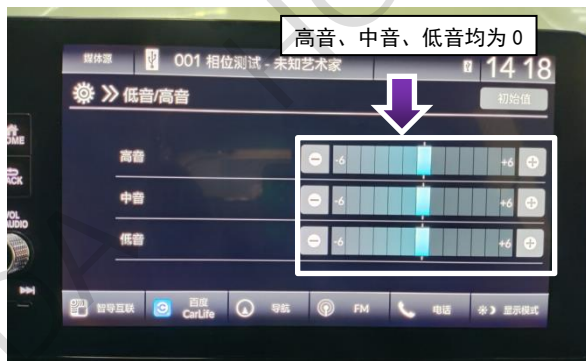 高音、中音、低音均为0
媒体源
001 相位测试 - 未知艺术家
14 18
低音/高音
初始值
高音
-6
+6
中音
-6
+6
低音
-6
+6
VOL
AUDIO
智导互联
百度
CarLife
导航
FM
电话
显示模式